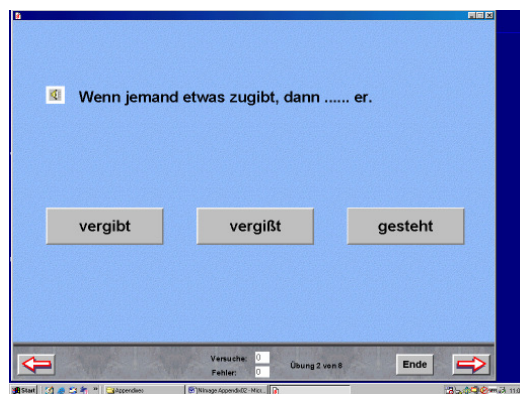 Wenn jemand etwas zugibt, dann ...... er.
vergibt vergißt gesteht
Versuche: 0
Fehler: 0
Übung 2 von 8
Ende
Start Appendixes